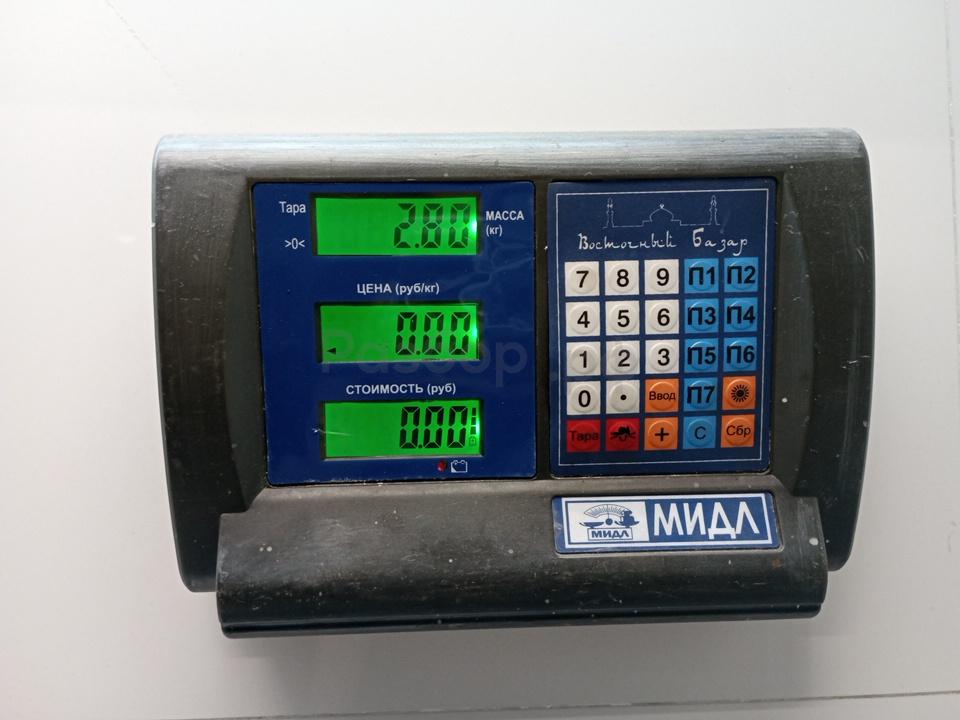 Тара
>0<
2.80
МАССА
(кг)
ЦЕНА (руб/кг)
0.00
СТОИМОСТЬ (руб)
0.00
Восточный Базар
7 8 9 П1 П2
4 5 6 П3 П4
1 2 3 П5 П6
0 • Ввод П7
Тара + С Сбр
МИДЛ
МИДЛ